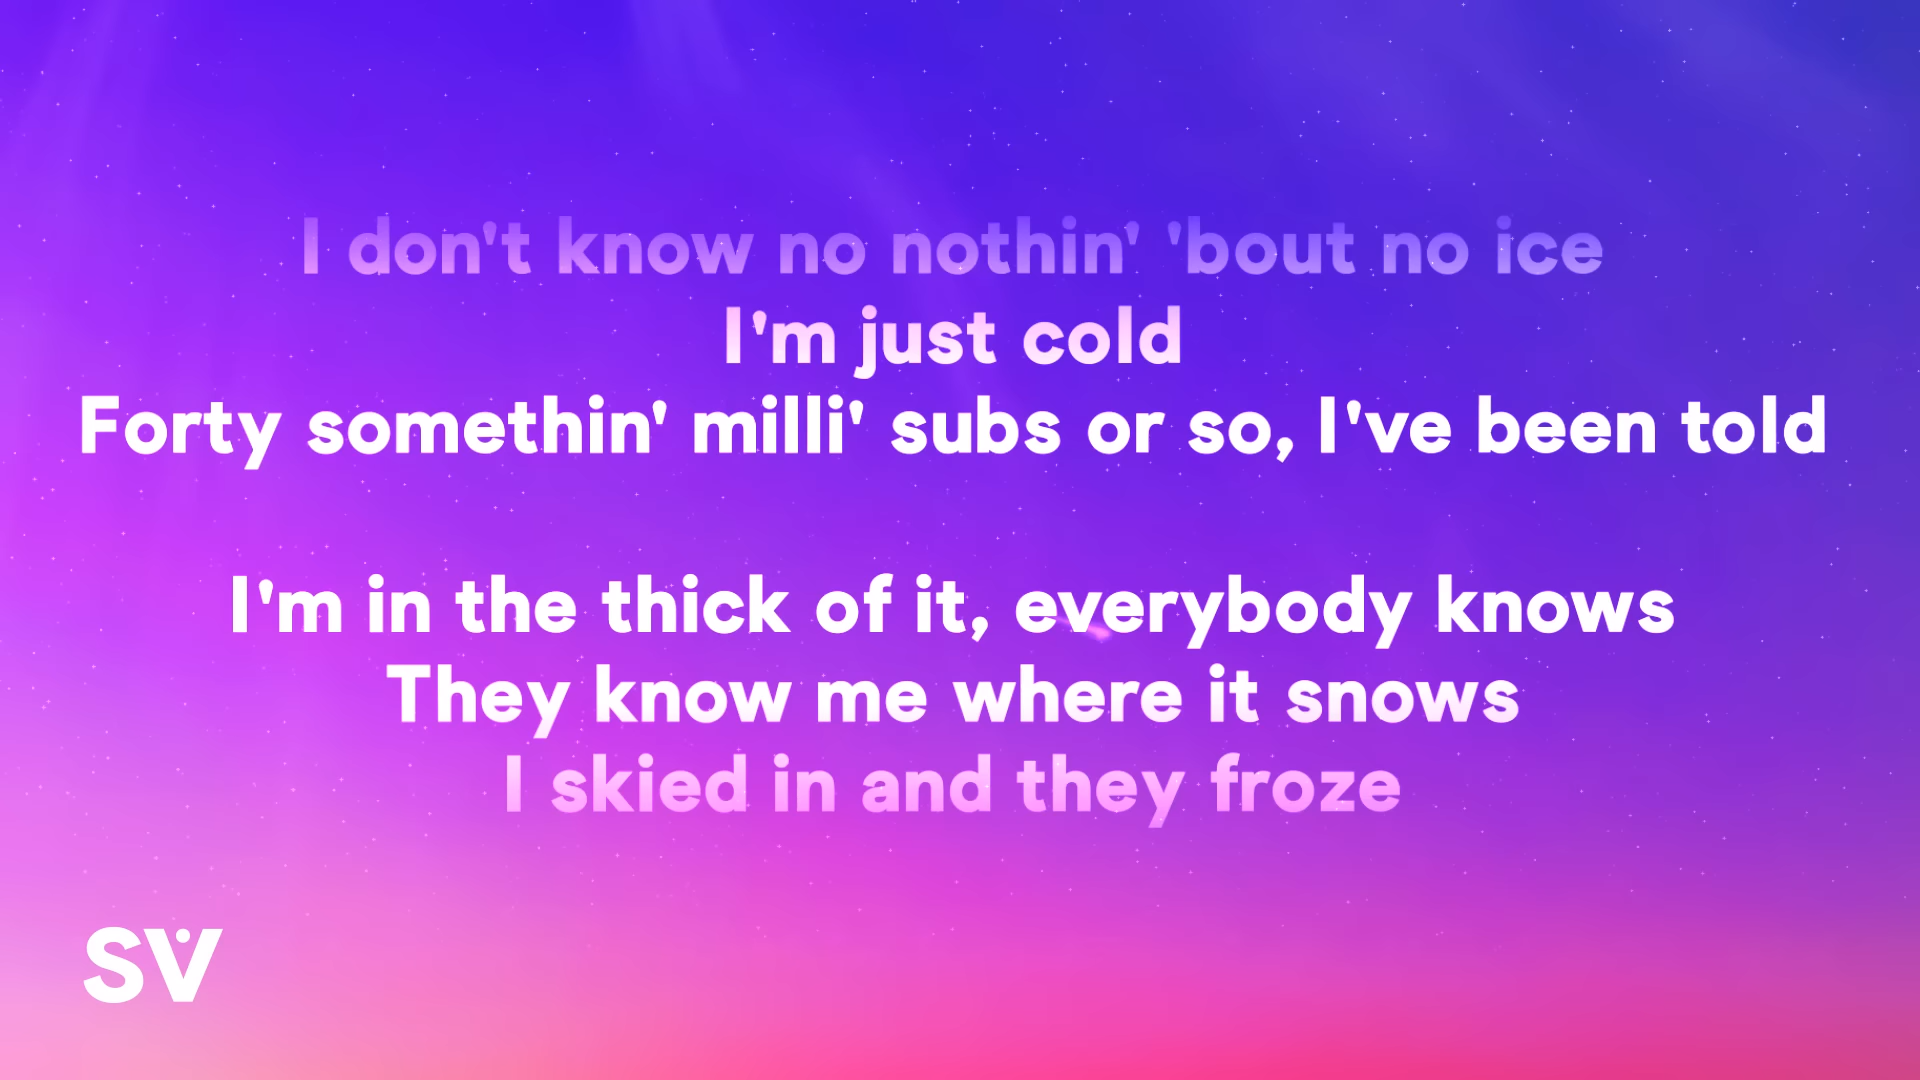 I don't know no nothin' 'bout no ice
I'm just cold
Forty somethin' milli' subs or so, I've been told
I'm in the thick of it, everybody knows
They know me where it snows
I skied in and they froze
SV